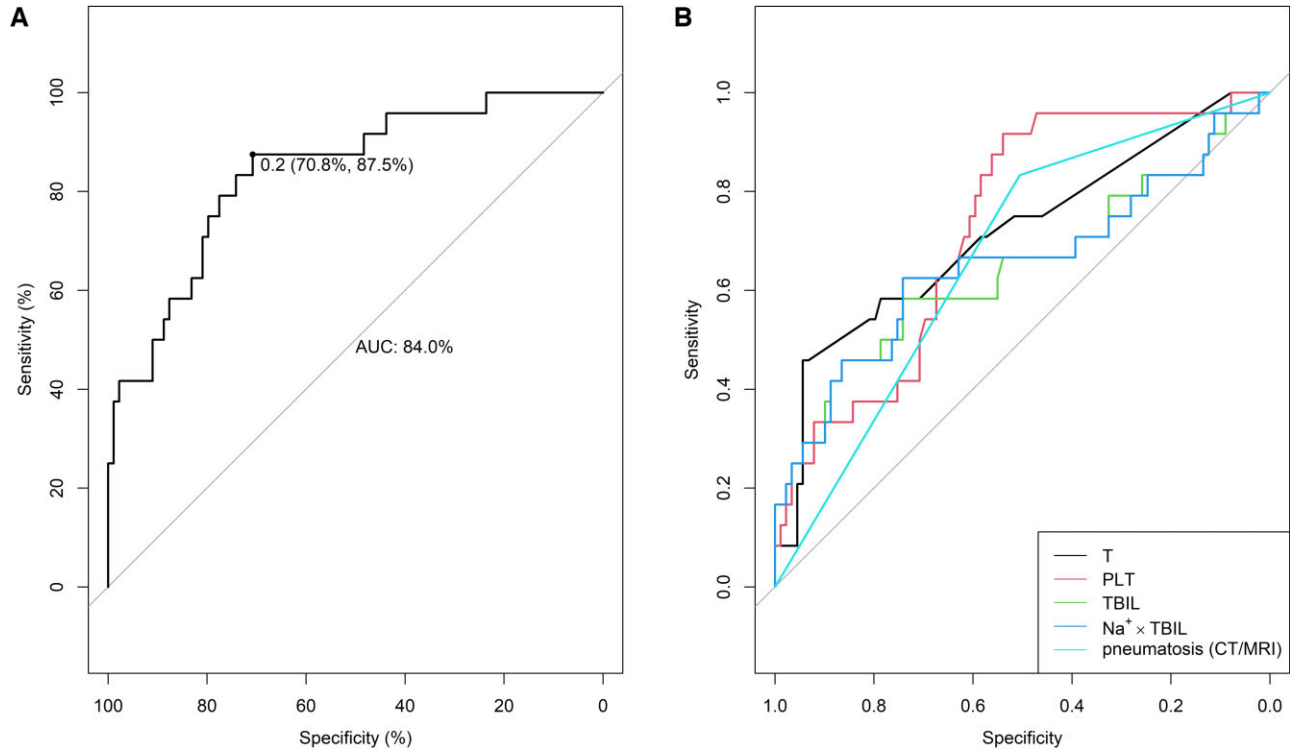 A
100
80
60
40
20
0
Sensitivity (%)
0.2 (70.8%, 87.5%)
AUC: 84.0%
100
80
60
40
20
0
Specificity (%)
B
1.0
0.8
0.6
0.4
0.2
0.0
Sensitivity
T
PLT
TBIL
Na⁺ × TBIL
pneumatosis (CT/MRI)
1.0
0.8
0.6
0.4
0.2
0.0
Specificity